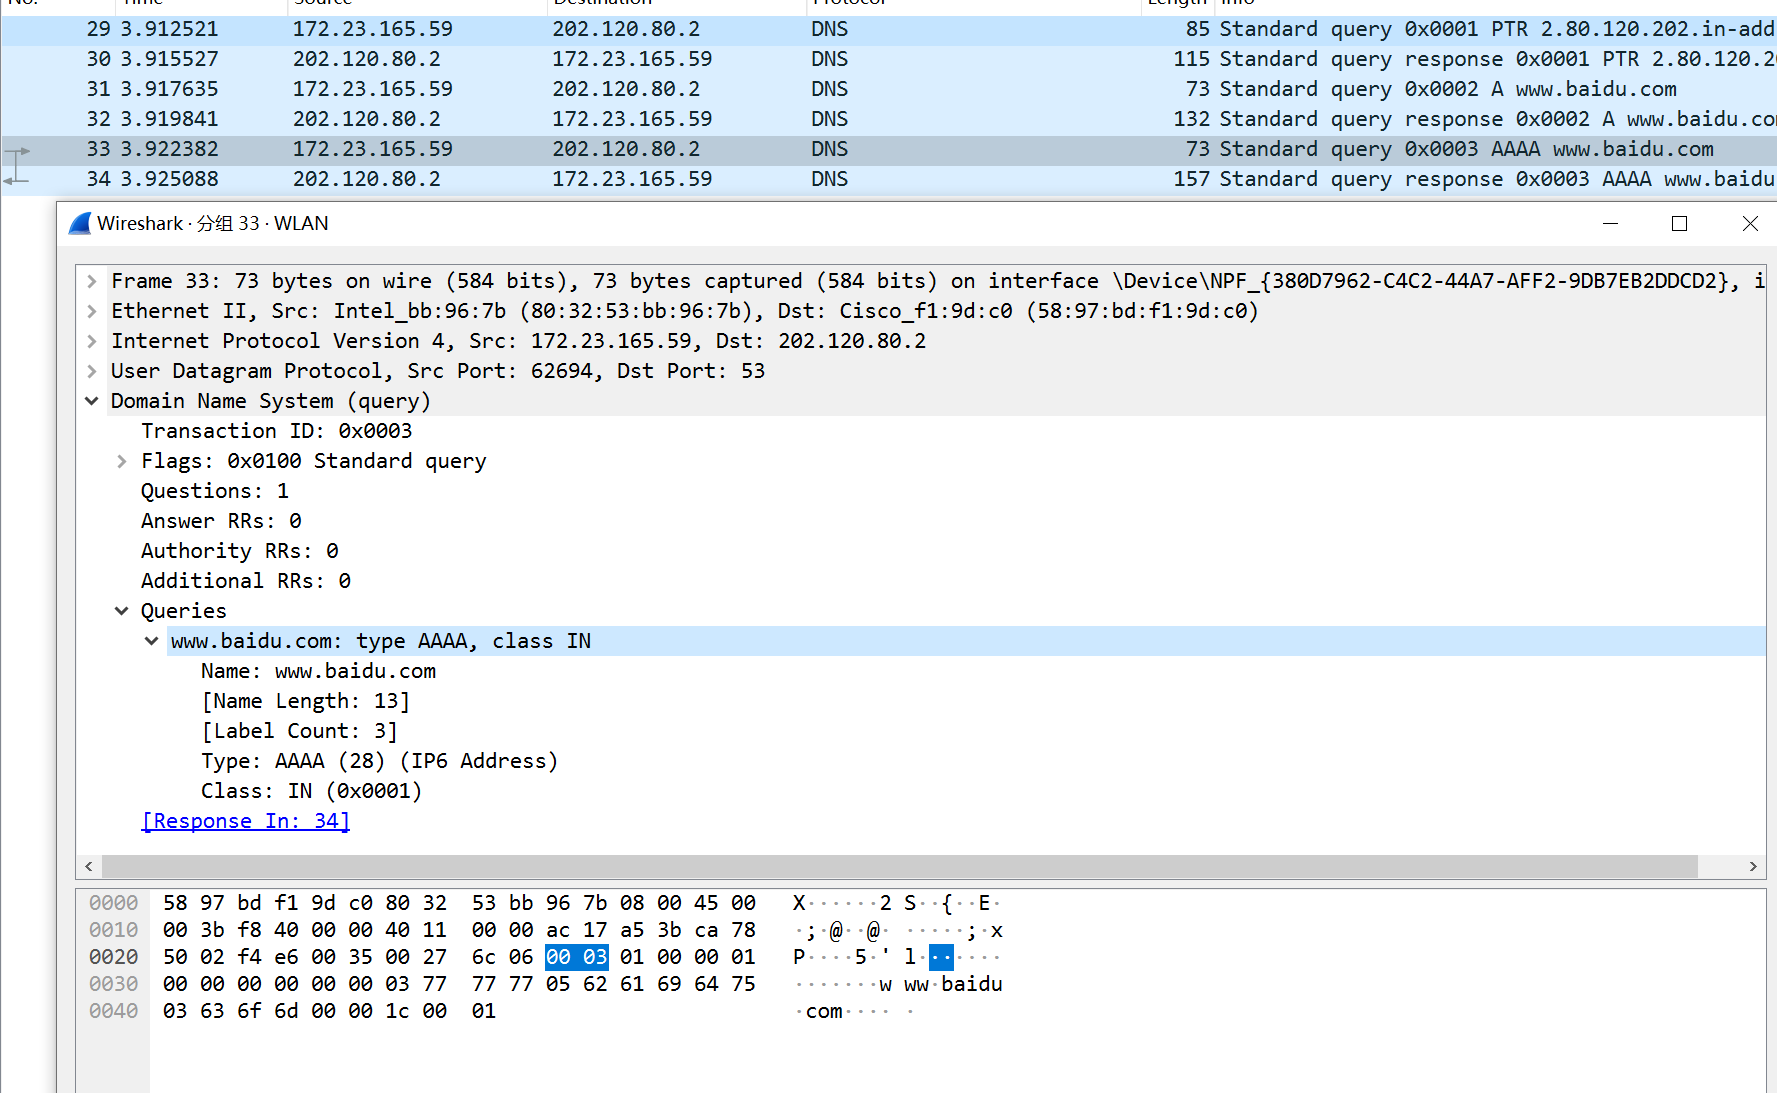 No. Time Source Destination Protocol Length Info
29 3.912521 172.23.165.59 202.120.80.2 DNS 85 Standard query 0x0001 PTR 2.80.120.202.in-add
30 3.915527 202.120.80.2 172.23.165.59 DNS 115 Standard query response 0x0001 PTR 2.80.120.2
31 3.917635 172.23.165.59 202.120.80.2 DNS 73 Standard query 0x0002 A www.baidu.com
32 3.919841 202.120.80.2 172.23.165.59 DNS 132 Standard query response 0x0002 A www.baidu.co
33 3.922382 172.23.165.59 202.120.80.2 DNS 73 Standard query 0x0003 AAAA www.baidu.com
34 3.925088 202.120.80.2 172.23.165.59 DNS 157 Standard query response 0x0003 AAAA www.baidu
Wireshark · 分组 33 · WLAN
Frame 33: 73 bytes on wire (584 bits), 73 bytes captured (584 bits) on interface \Device\NPF_{380D7962-C4C2-44A7-AFF2-9DB7EB2DDCD2}, i
Ethernet II, Src: Intel_bb:96:7b (80:32:53:bb:96:7b), Dst: Cisco_f1:9d:c0 (58:97:bd:f1:9d:c0)
Internet Protocol Version 4, Src: 172.23.165.59, Dst: 202.120.80.2
User Datagram Protocol, Src Port: 62694, Dst Port: 53
Domain Name System (query)
Transaction ID: 0x0003
Flags: 0x0100 Standard query
Questions: 1
Answer RRs: 0
Authority RRs: 0
Additional RRs: 0
Queries
www.baidu.com: type AAAA, class IN
Name: www.baidu.com
[Name Length: 13]
[Label Count: 3]
Type: AAAA (28) (IP6 Address)
Class: IN (0x0001)
[Response In: 34]
0000 58 97 bd f1 9d c0 80 32 53 bb 96 7b 08 00 45 00 X······2 S··{··E·
0010 00 3b f8 40 00 00 40 11 00 00 ac 17 a5 3b ca 78 ·;·@··@· ·····;·x
0020 50 02 f4 e6 00 35 00 27 6c 06 00 03 01 00 00 01 P····5·' l·······
0030 00 00 00 00 00 00 03 77 77 77 05 62 61 69 64 75 ·······w ww·baidu
0040 03 63 6f 6d 00 00 1c 00 01 ·com···· ·